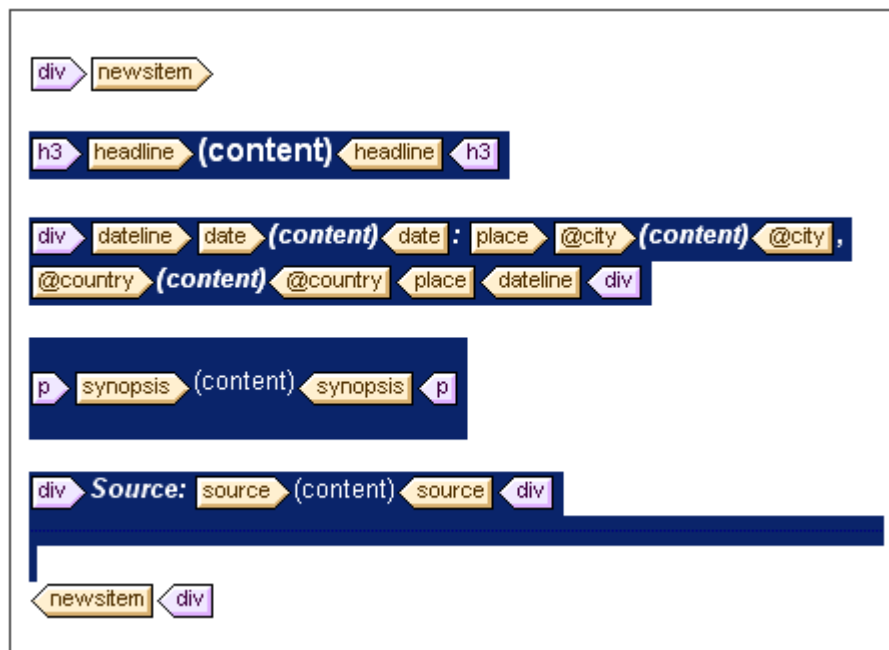 div newsitem
h3 headline (content) headline h3
div dateline date (content) date : place @city (content) @city ,
@country (content) @country place dateline div
p synopsis (content) synopsis p
div Source: source (content) source div
newsitem div